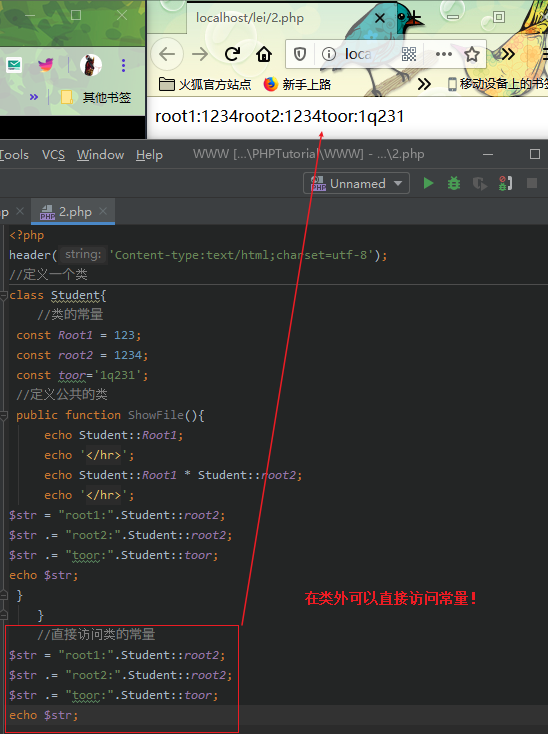 localhost/lei/2.php
loca
»
»
其他书签
火狐官方站点
新手上路
»
移动设备上的书签
root1:1234root2:1234toor:1q231
Tools VCS Window Help
WWW [...\PHPTutorial\WWW] - ...\2.php
Unnamed
2.php
<?php
header( string: 'Content-type:text/html;charset=utf-8');
//定义一个类
class Student{
//类的常量
const Root1 = 123;
const root2 = 1234;
const toor='1q231';
//定义公共的类
public function ShowFile(){
echo Student::Root1;
echo '</hr>';
echo Student::Root1 * Student::root2;
echo '</hr>';
$str = "root1:".Student::root2;
$str .= "root2:".Student::root2;
$str .= "toor:".Student::toor;
echo $str;
}
在类外可以直接访问常量！
}
//直接访问类的常量
$str = "root1:".Student::root2;
$str .= "root2:".Student::root2;
$str .= "toor:".Student::toor;
echo $str;